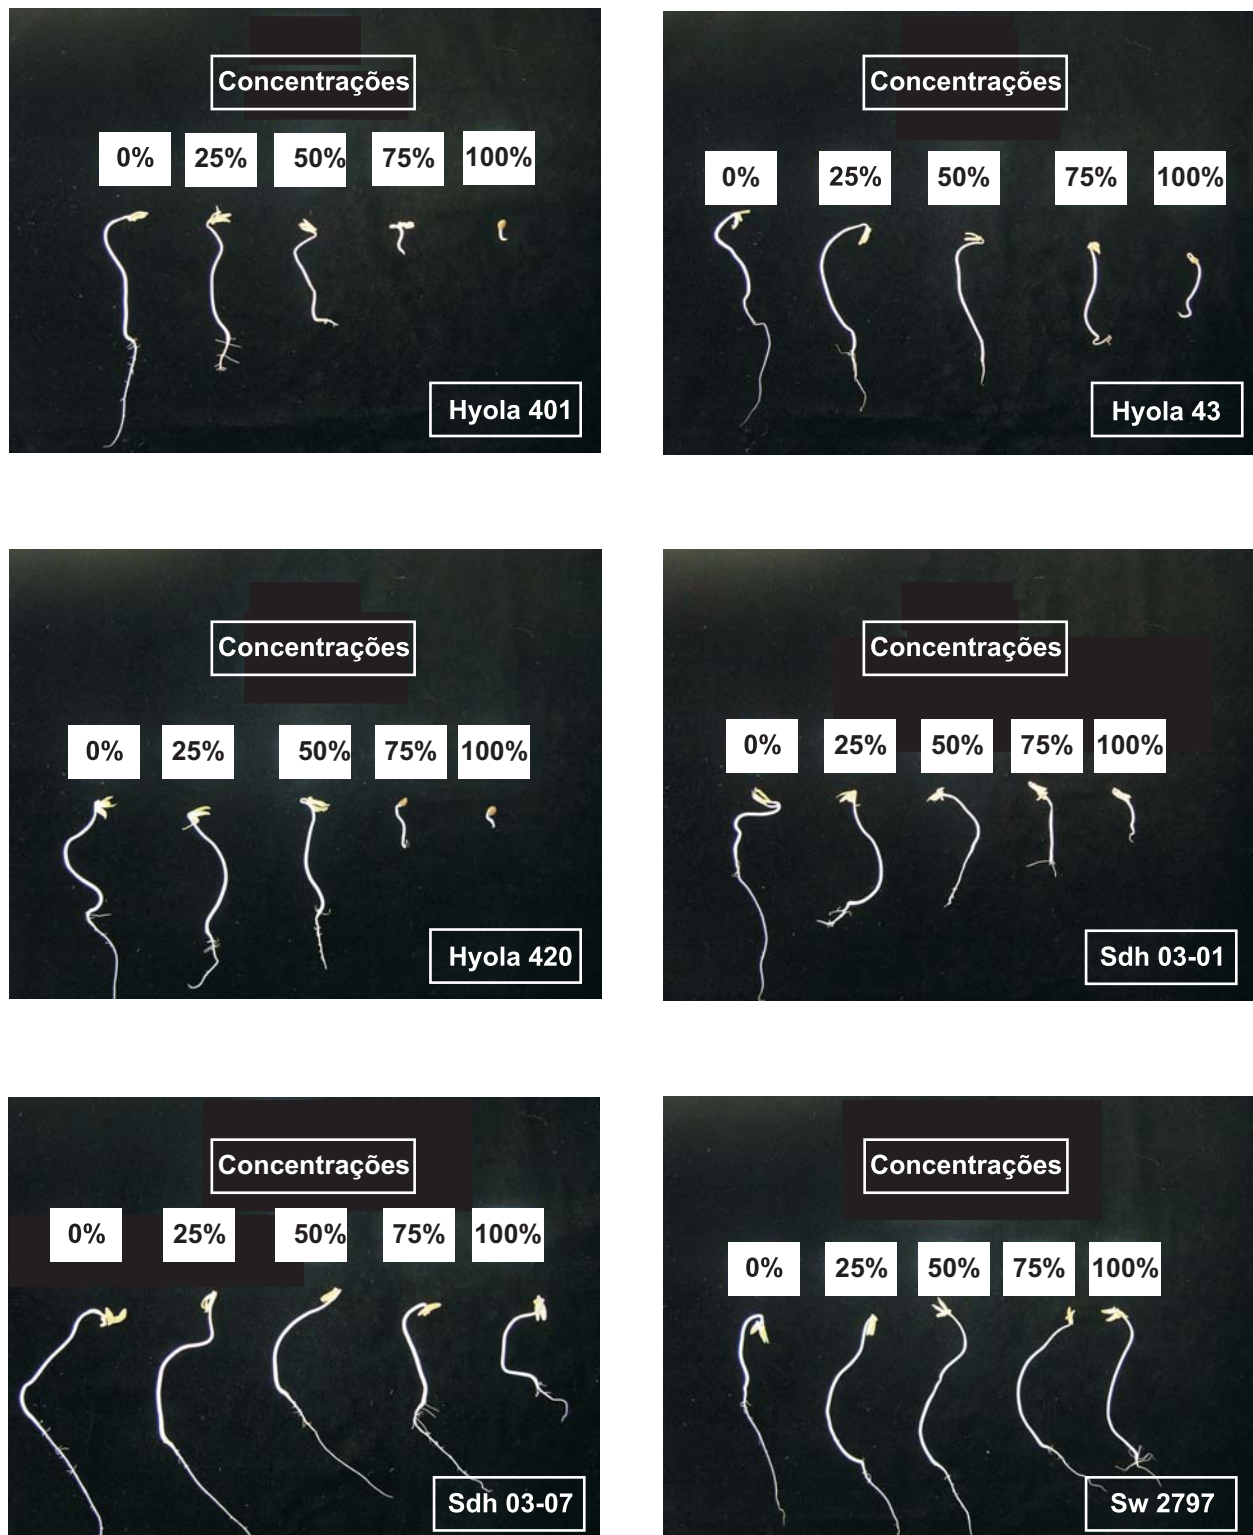 Concentrações
0% 25% 50% 75% 100%
Hyola 401
Concentrações
0% 25% 50% 75% 100%
Hyola 43
Concentrações
0% 25% 50% 75% 100%
Hyola 420
Concentrações
0% 25% 50% 75% 100%
Sdh 03-01
Concentrações
0% 25% 50% 75% 100%
Sdh 03-07
Concentrações
0% 25% 50% 75% 100%
Sw 2797